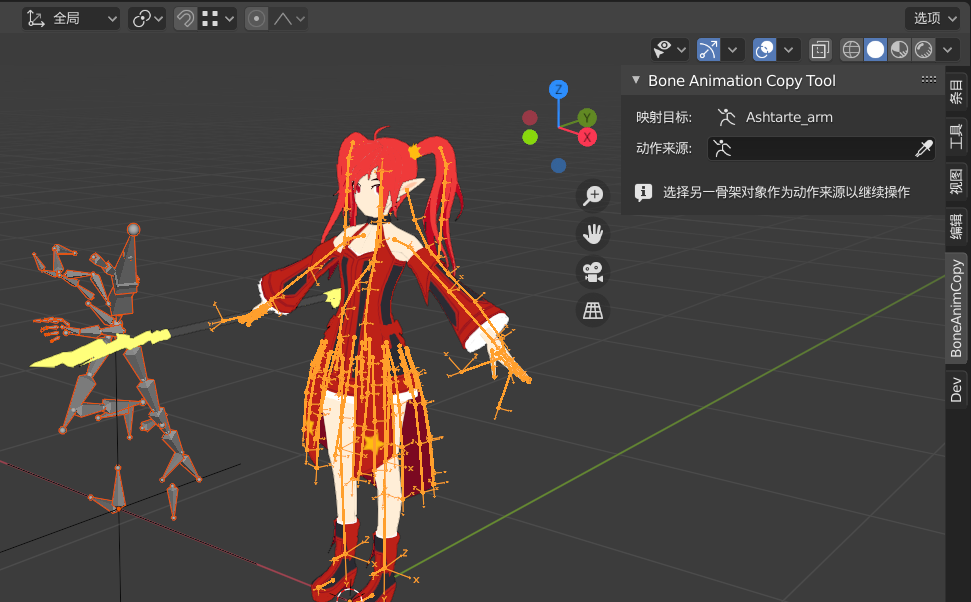 全局
选项
Bone Animation Copy Tool
映射目标: Ashtarte_arm
动作来源:
选择另一骨架对象作为动作来源以继续操作
Z
Y
X
条目
工具
视图
编辑
BoneAnimCopy
Dev